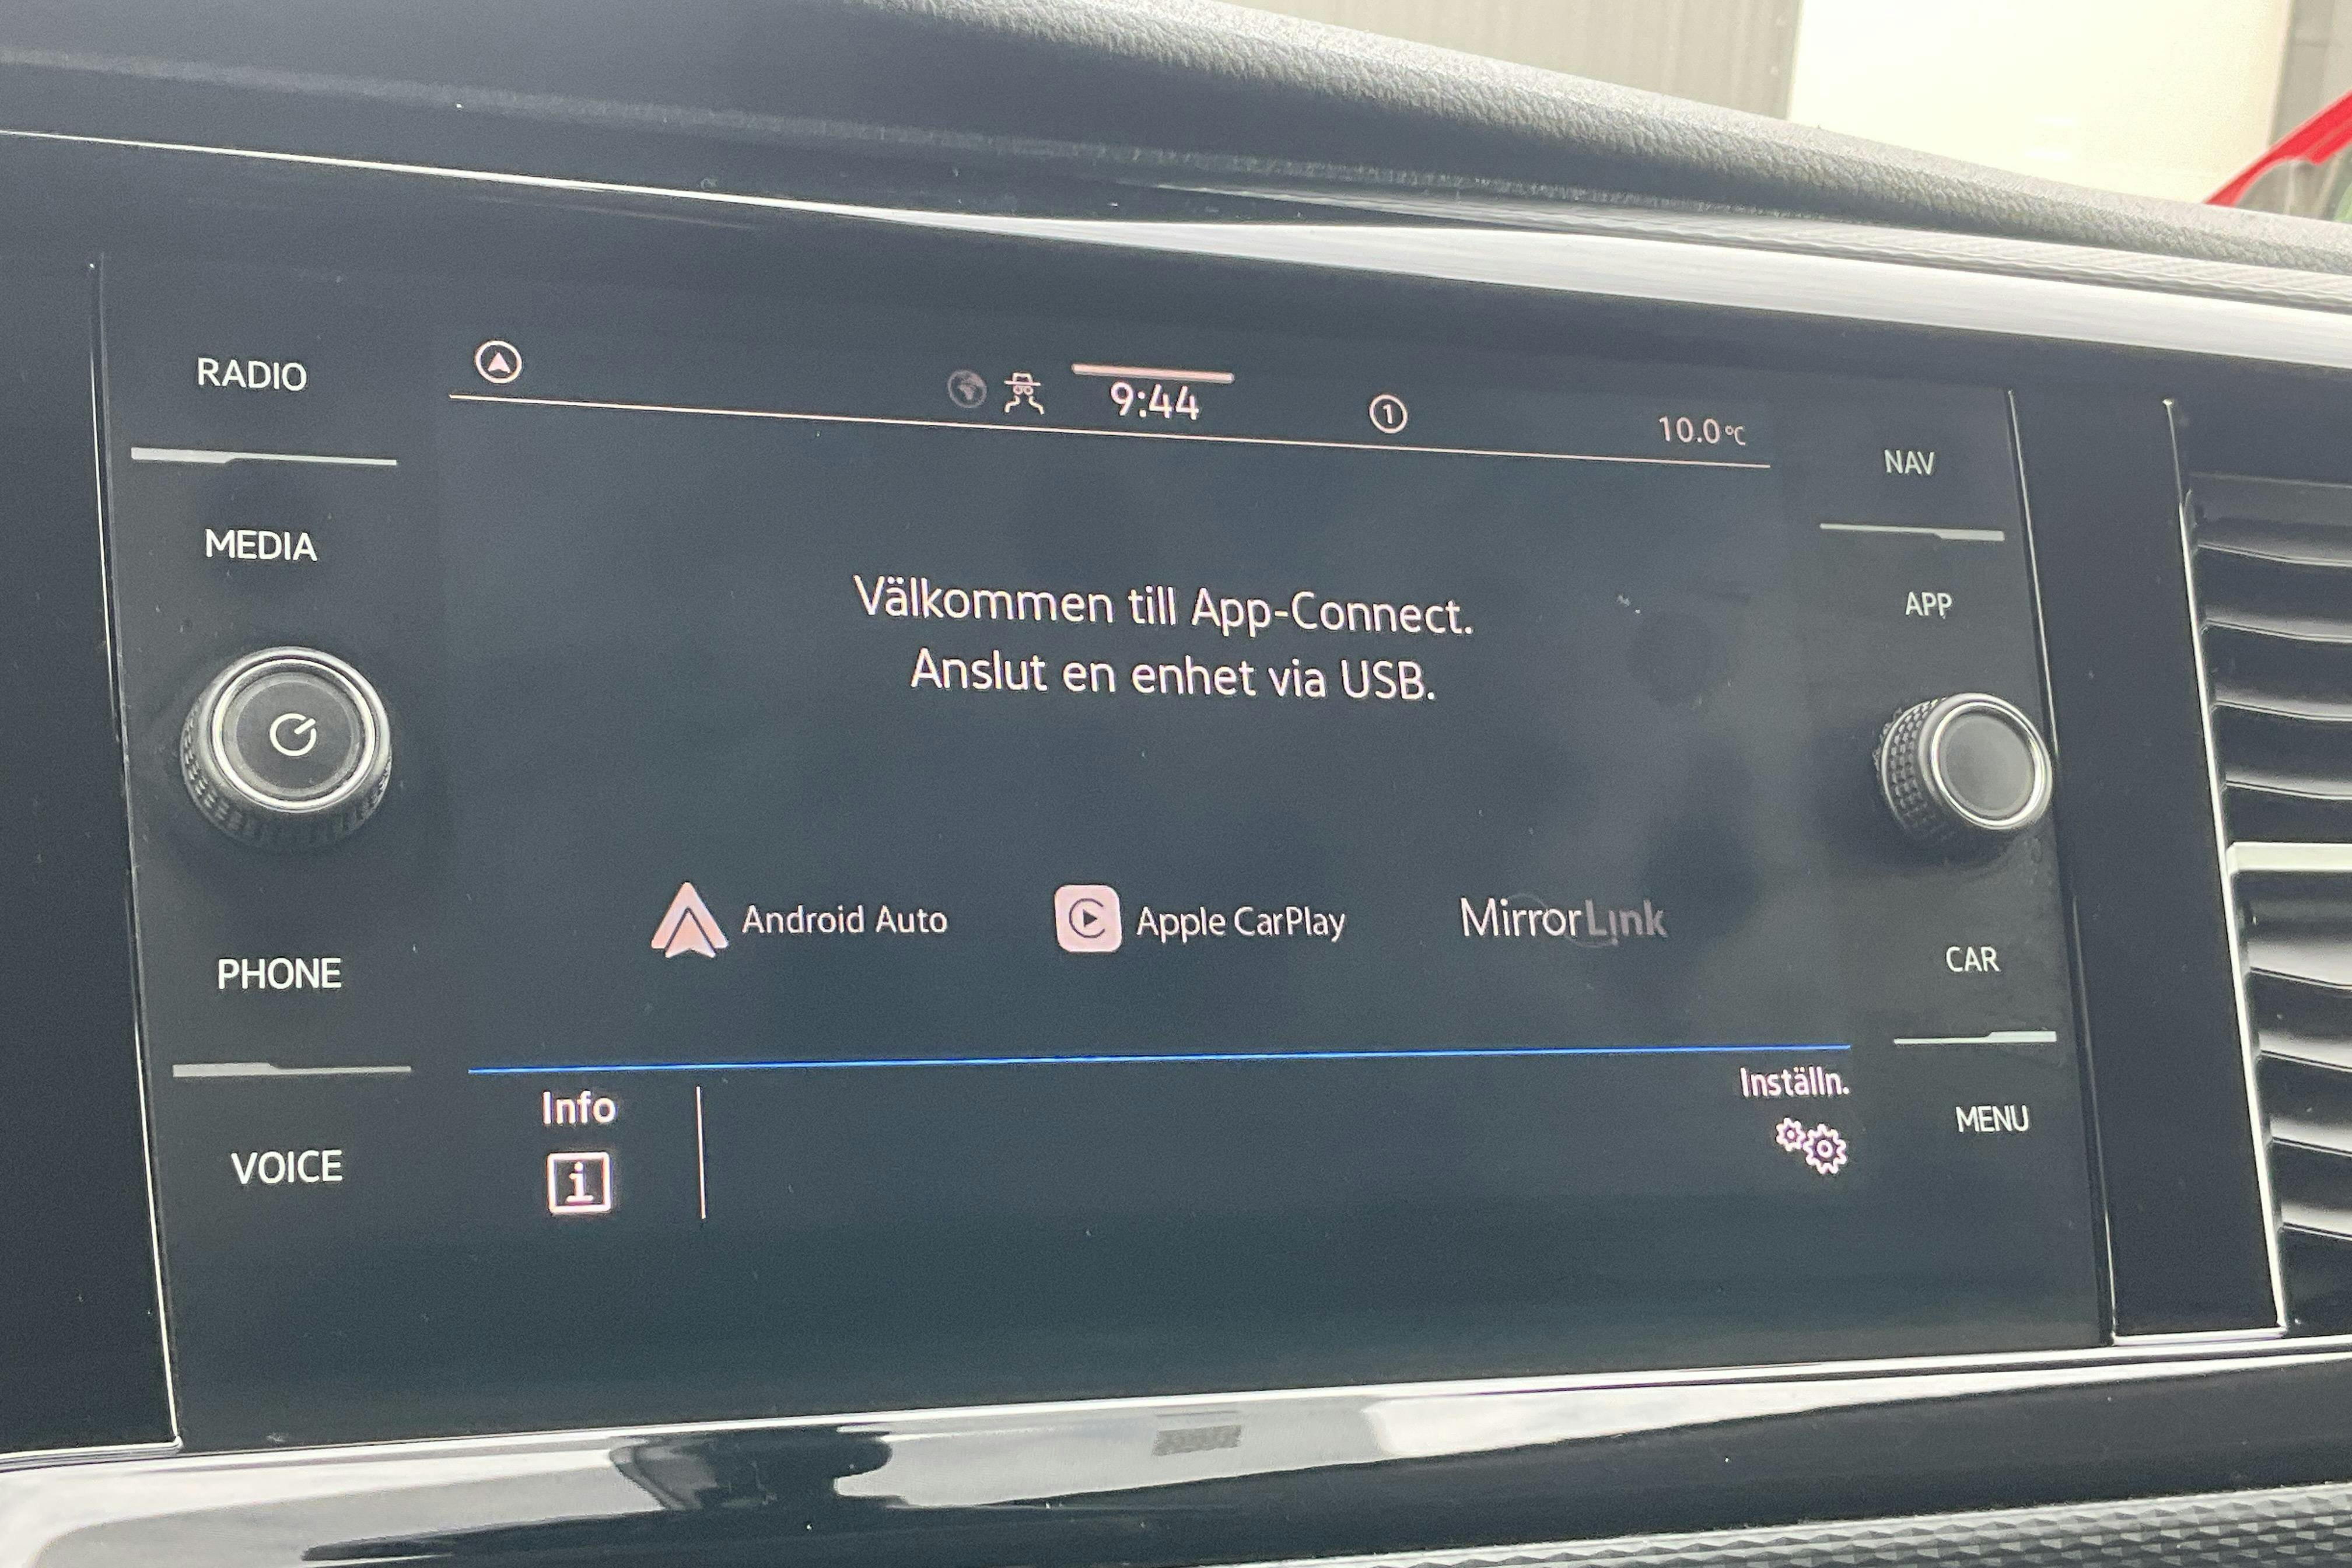 RADIO
MEDIA
PHONE
VOICE
9:44
1
10.0°C
Välkommen till App-Connect.
Anslut en enhet via USB.
Android Auto
Apple CarPlay
MirrorLink
Info
i
Inställn.
NAV
APP
CAR
MENU